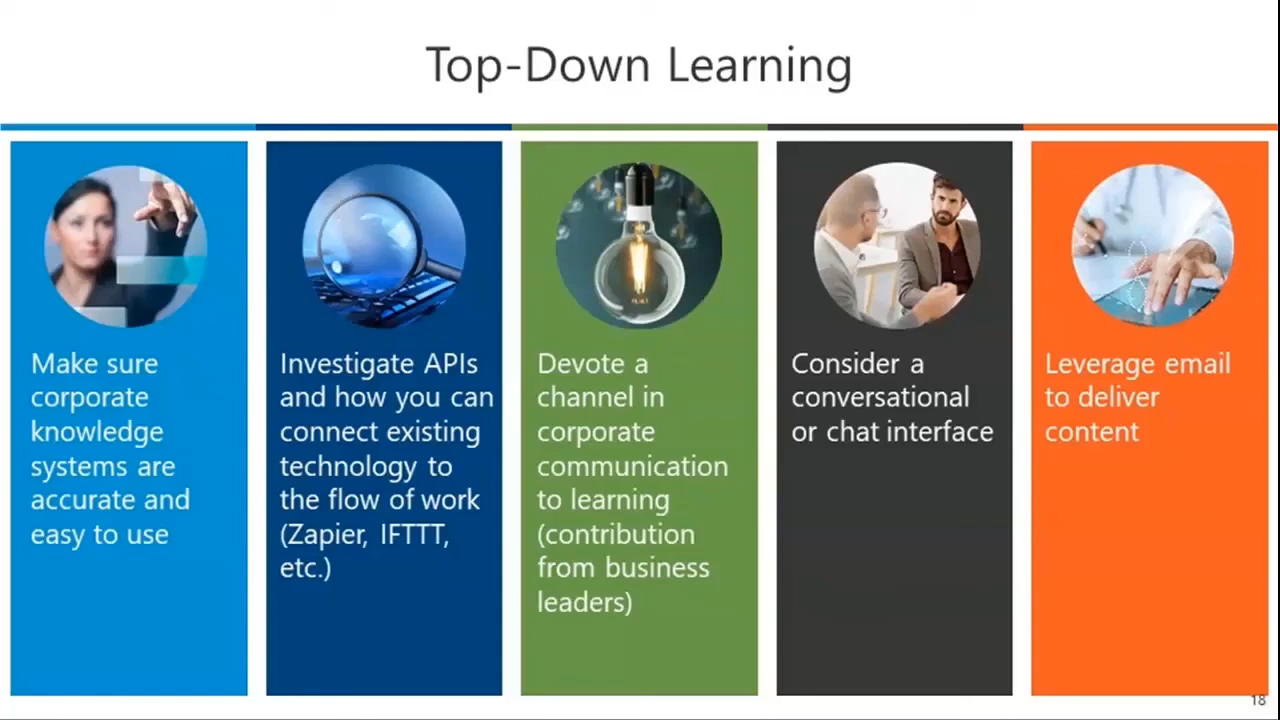 Top-Down Learning
Make sure
corporate
knowledge
systems are
accurate and
easy to use
Investigate APIs
and how you can
connect existing
technology to
the flow of work
(Zapier, IFTTT,
etc.)
Devote a
channel in
corporate
communication
to learning
(contribution
from business
leaders)
Consider a
conversational
or chat interface
Leverage email
to deliver
content
18